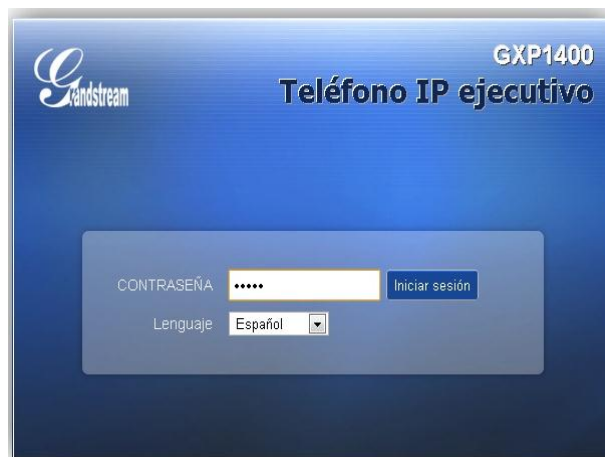 Grandstream
GXP1400
Teléfono IP ejecutivo
CONTRASEÑA ••••• Iniciar sesión
Lenguaje Español